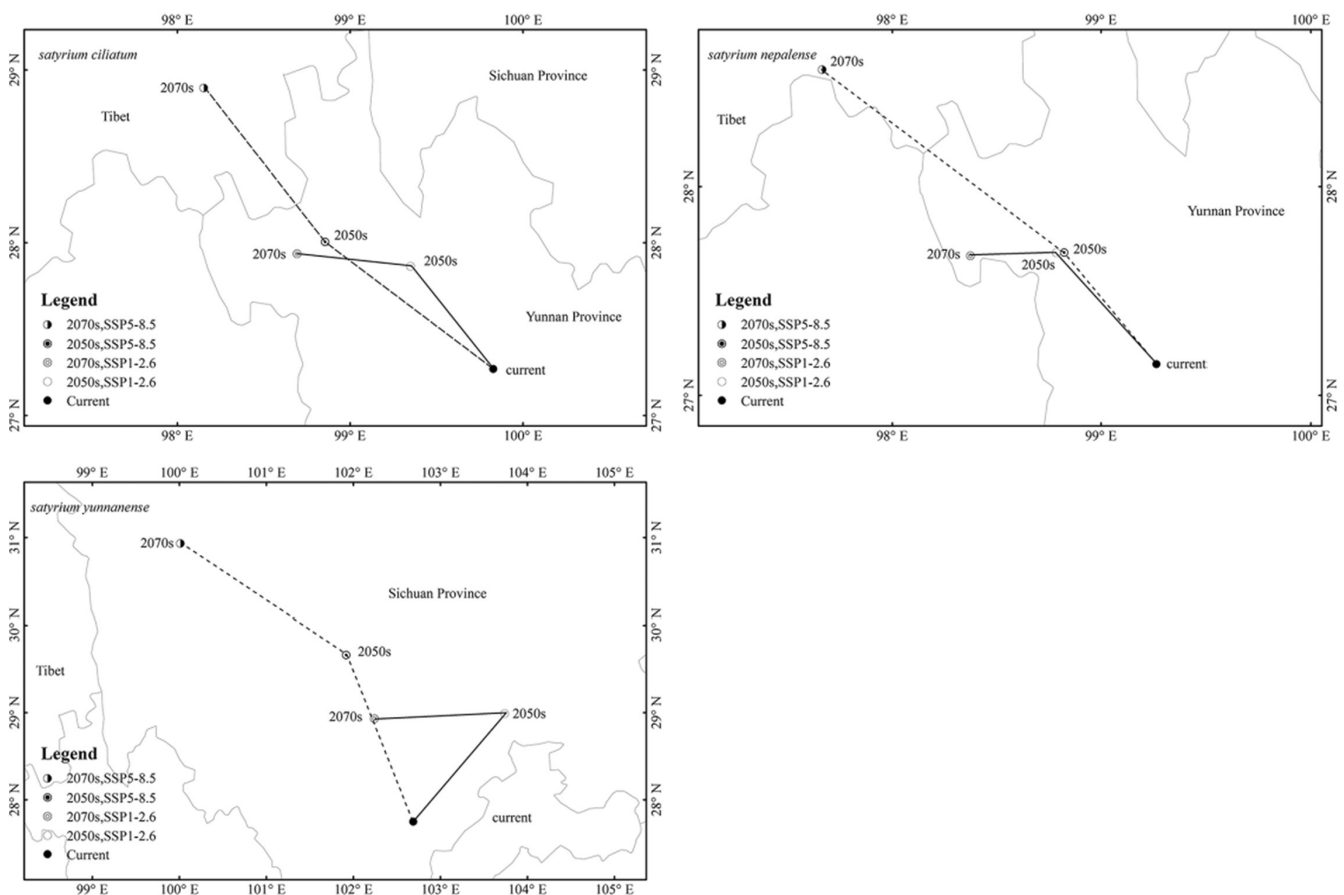 98° E 99° E 100° E
satyrium ciliatum
Sichuan Province
29° N 29° N
2070s
Tibet
2050s
28° N 2070s 2050s 28° N
Legend
2070s,SSP5-8.5
2050s,SSP5-8.5
2070s,SSP1-2.6
2050s,SSP1-2.6
Current
Yunnan Province
current
27° N 27° N
98° E 99° E 100° E
satyrium nepalense
2070s
Tibet
28° N 28° N
Yunnan Province
2050s
2070s
2050s
Legend
2070s,SSP5-8.5
2050s,SSP5-8.5
2070s,SSP1-2.6
2050s,SSP1-2.6
Current
current
27° N 27° N
98° E 99° E 100° E
99° E 100° E 101° E 102° E 103° E 104° E 105° E
satyrium yunnanense
31° N 31° N
2070s
Sichuan Province
30° N 30° N
2050s
Tibet
29° N 2070s 2050s 29° N
Legend
2070s,SSP5-8.5
2050s,SSP5-8.5
2070s,SSP1-2.6
2050s,SSP1-2.6
Current
28° N 28° N
current
99° E 100° E 101° E 102° E 103° E 104° E 105° E